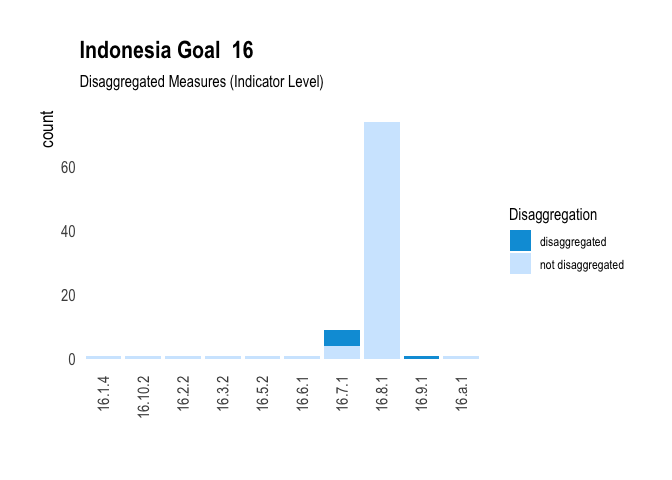 Indonesia Goal  16
Disaggregated Measures (Indicator Level)
count
60
40
20
0
16.1.4
16.10.2
16.2.2
16.3.2
16.5.2
16.6.1
16.7.1
16.8.1
16.9.1
16.a.1
Disaggregation
disaggregated
not disaggregated